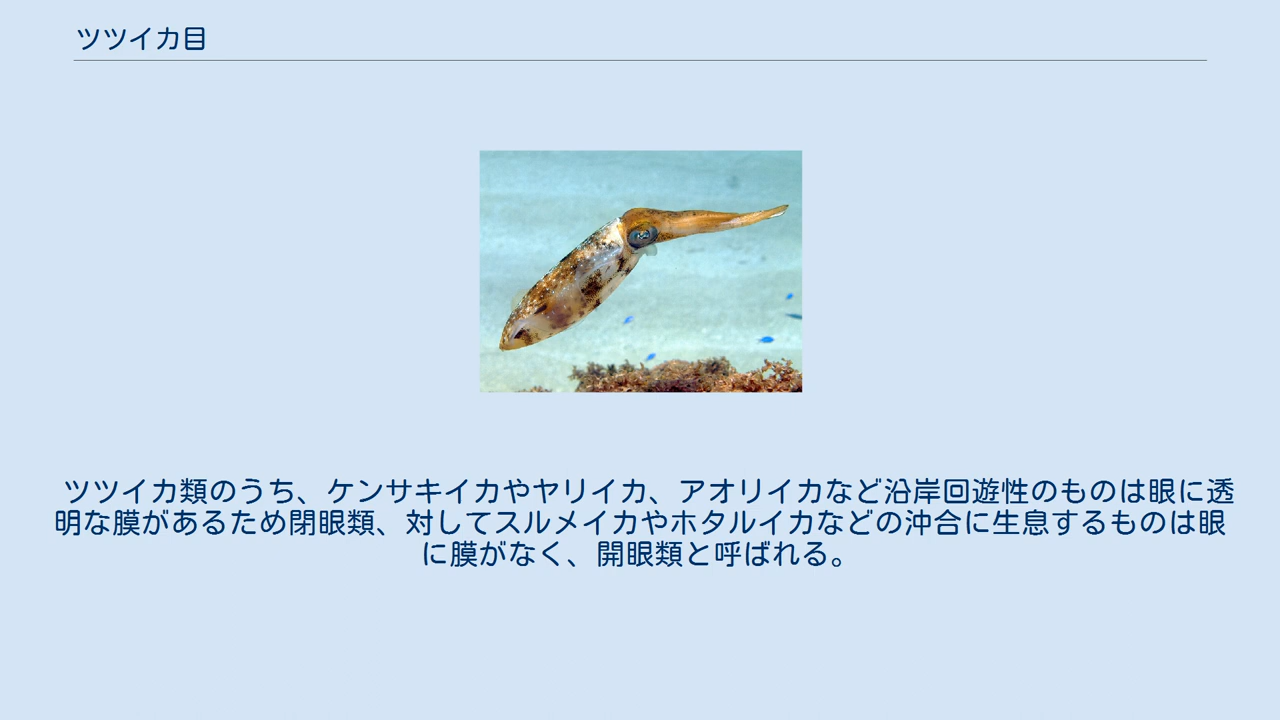 ツツイカ目
ツツイカ類のうち、ケンサキイカやヤリイカ、アオリイカなど沿岸回遊性のものは眼に透
明な膜があるため閉眼類、対してスルメイカやホタルイカなどの沖合に生息するものは眼
に膜がなく、開眼類と呼ばれる。